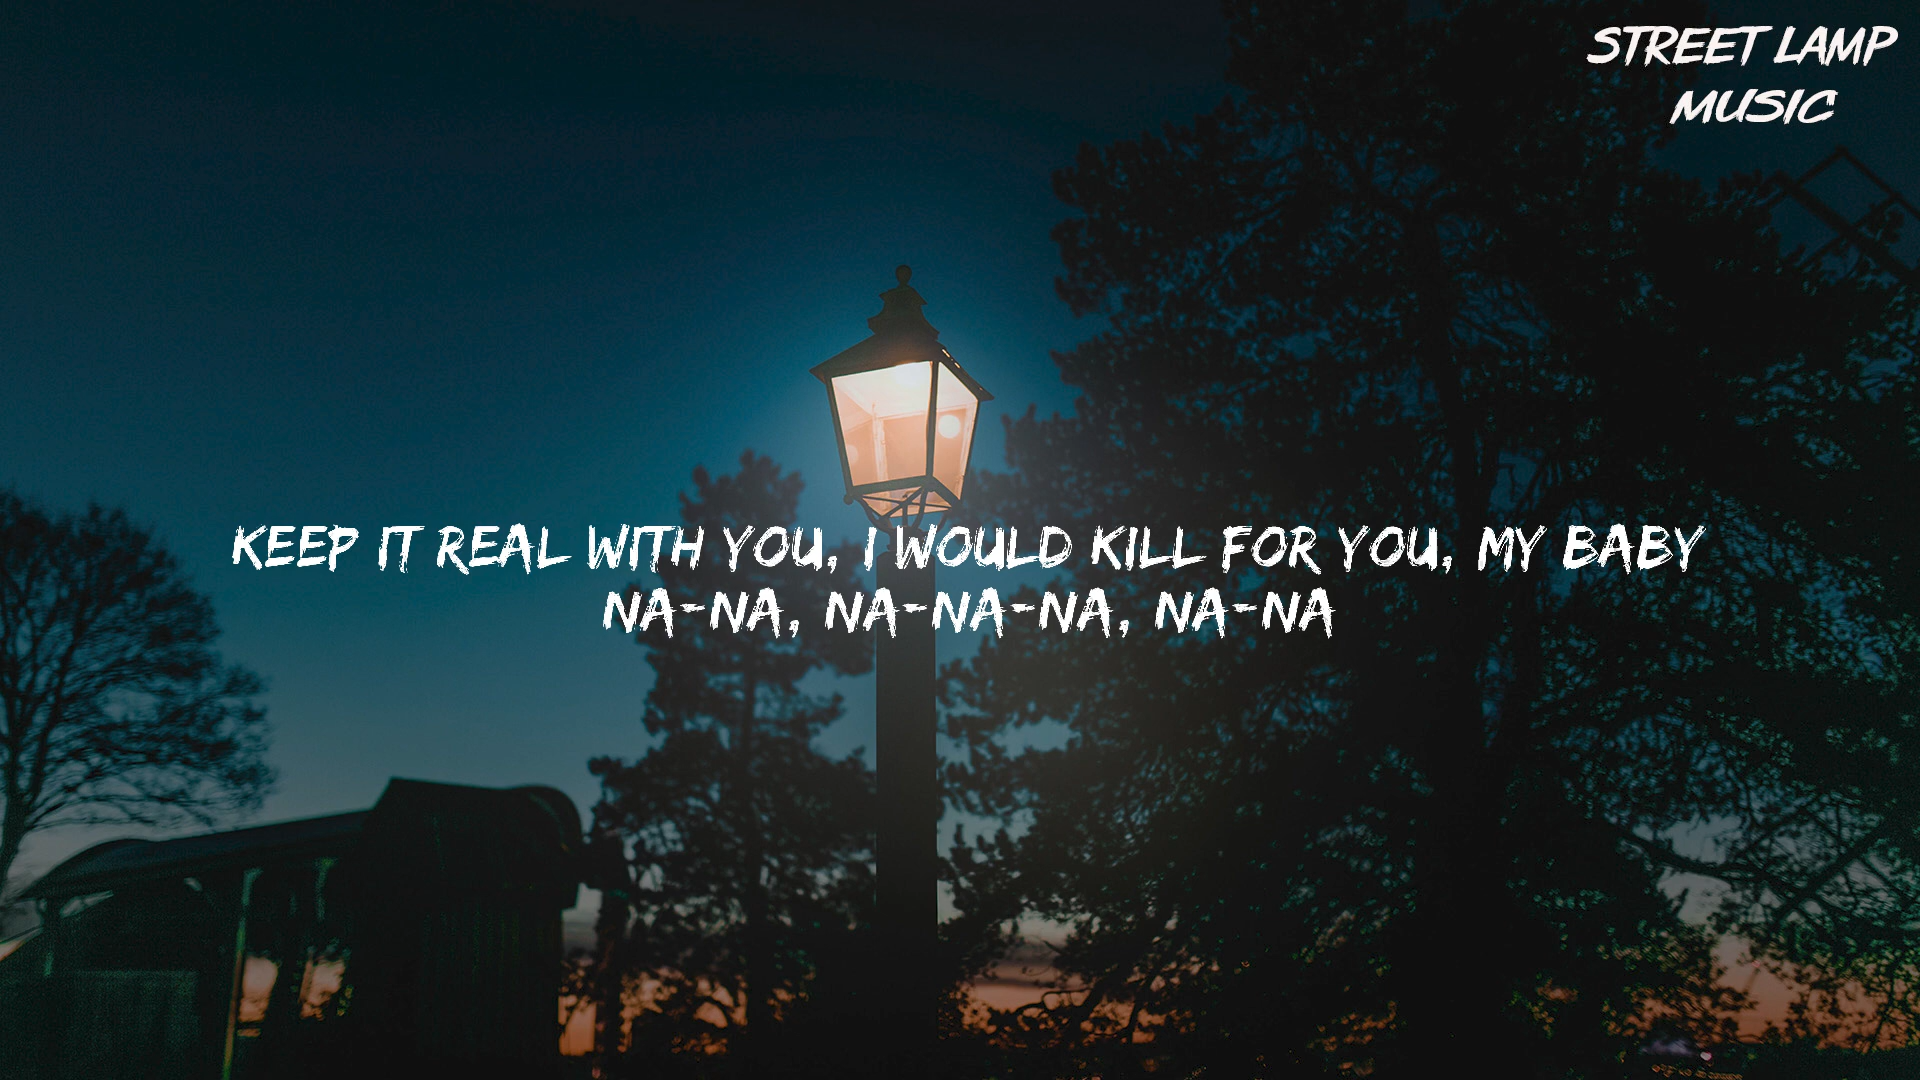 STREET LAMP
MUSIC
KEEP IT REAL WITH YOU, I WOULD KILL FOR YOU, MY BABY
NA-NA, NA-NA-NA, NA-NA